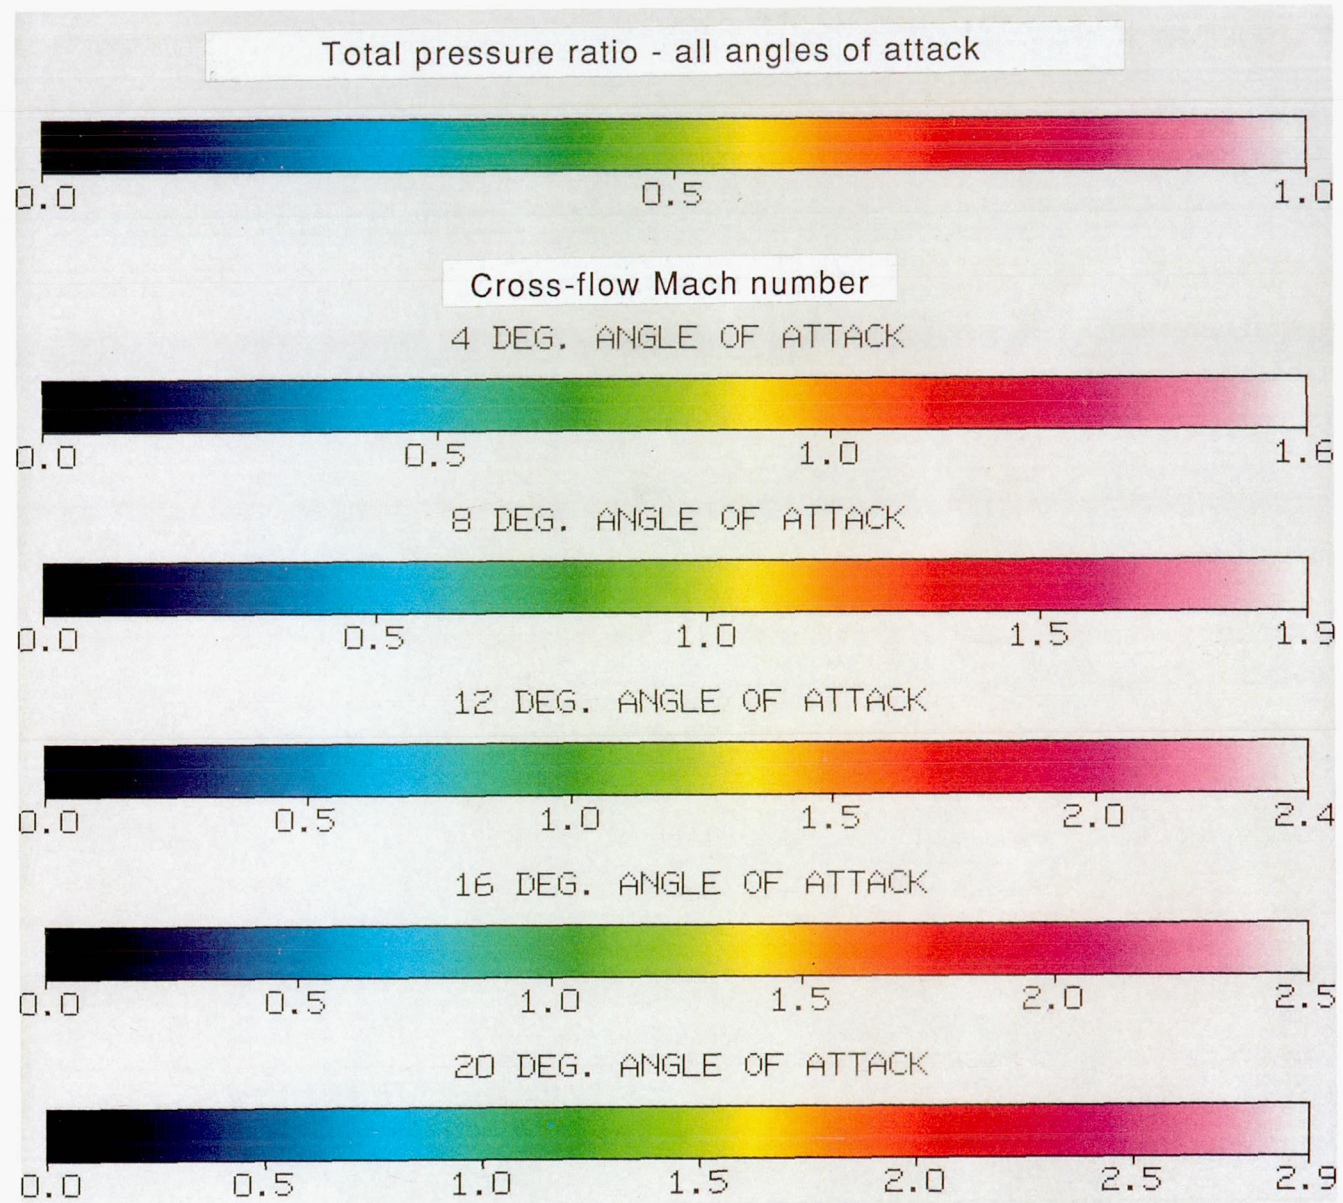 Total pressure ratio - all angles of attack
0.0 0.5 1.0
Cross-flow Mach number
4 DEG. ANGLE OF ATTACK
0.0 0.5 1.0 1.6
8 DEG. ANGLE OF ATTACK
0.0 0.5 1.0 1.5 1.9
12 DEG. ANGLE OF ATTACK
0.0 0.5 1.0 1.5 2.0 2.4
16 DEG. ANGLE OF ATTACK
0.0 0.5 1.0 1.5 2.0 2.5
20 DEG. ANGLE OF ATTACK
0.0 0.5 1.0 1.5 2.0 2.5 2.9